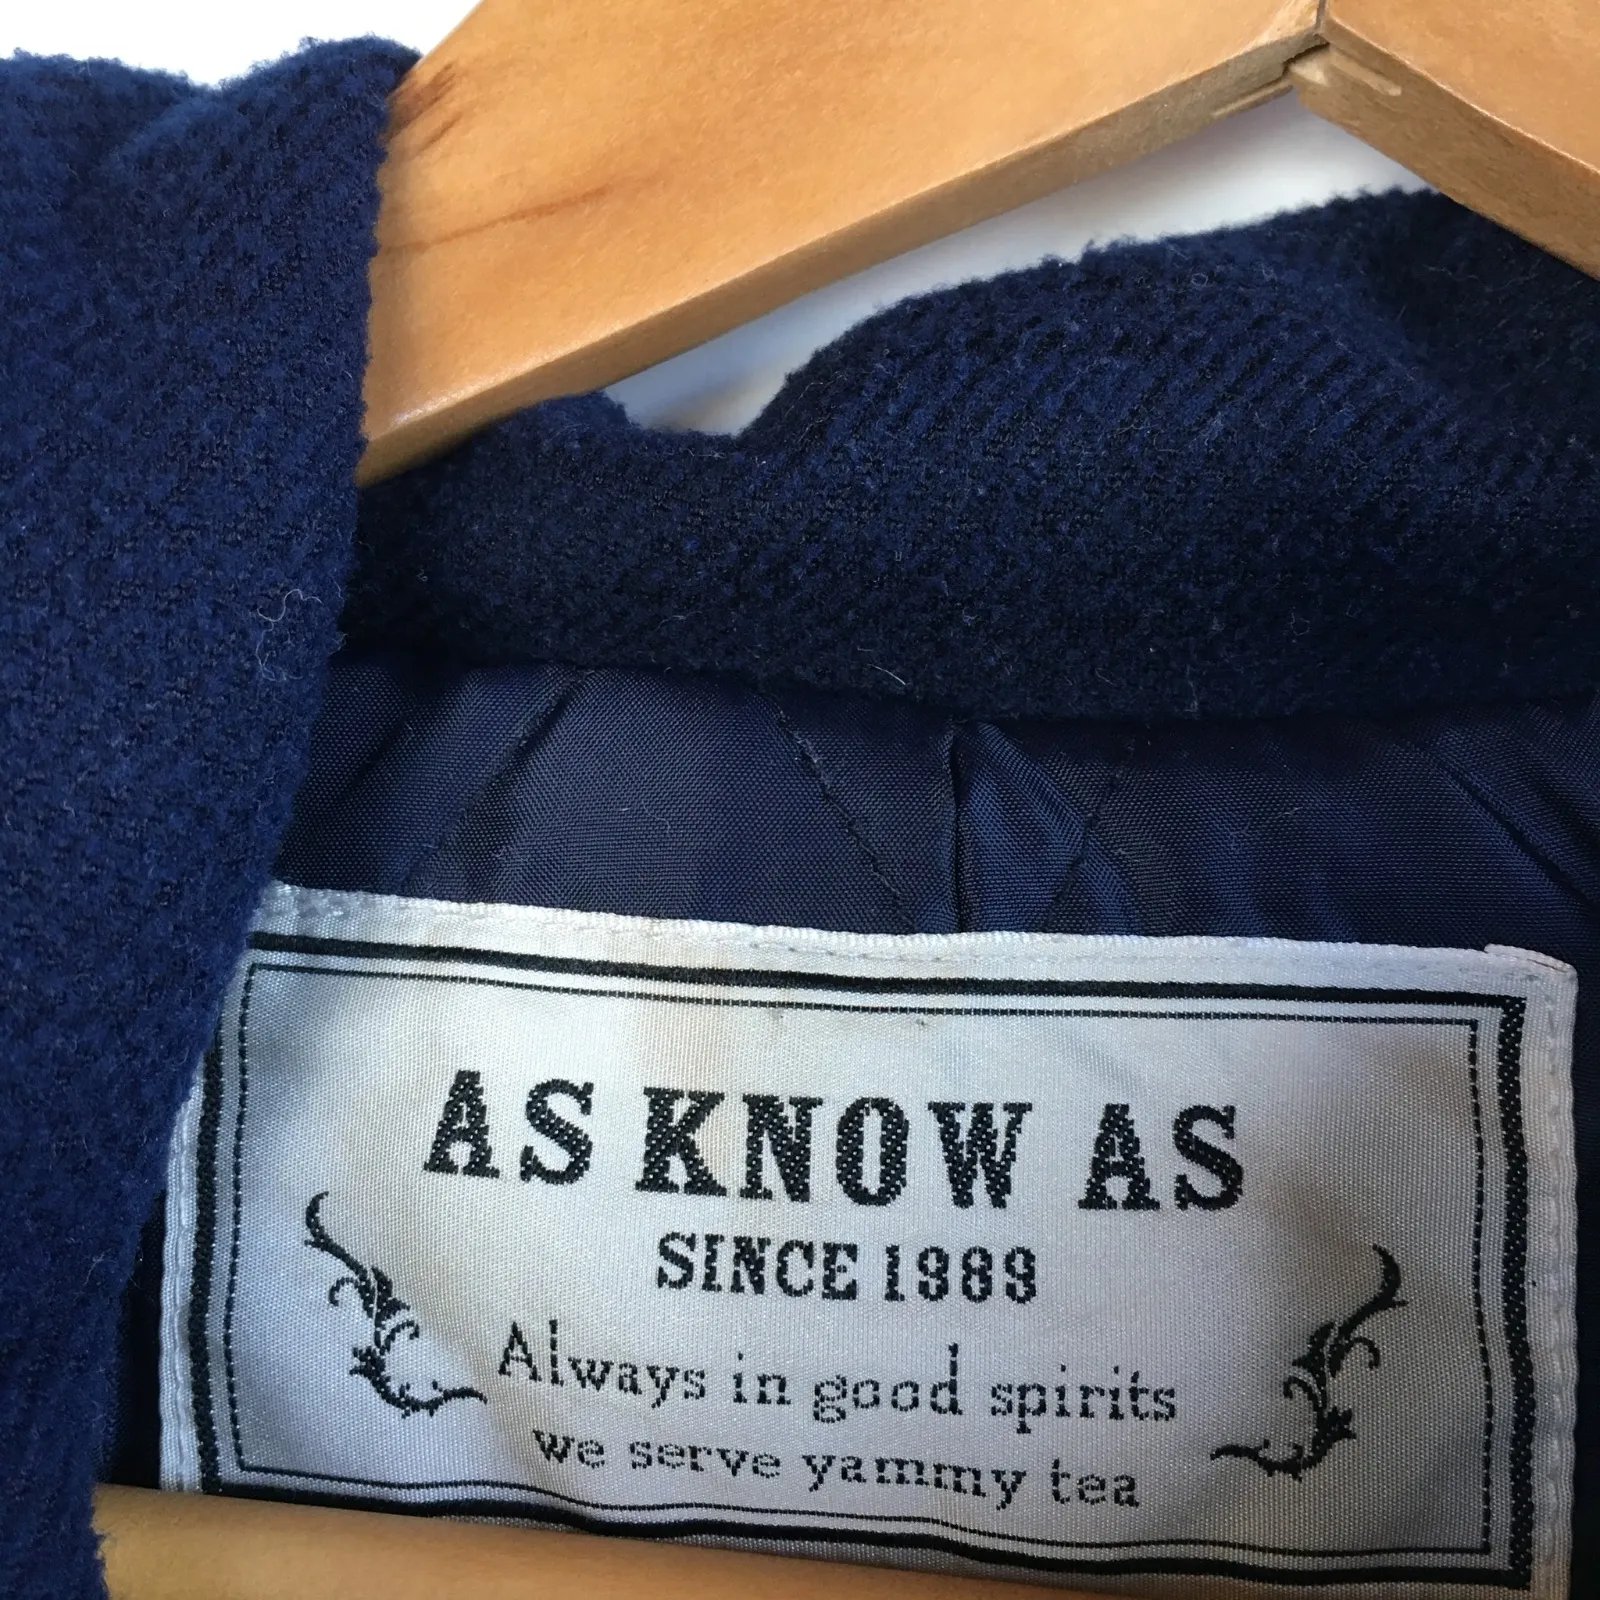 AS KNOW AS
SINCE 1989
Always in good spirits
we serve yammy tea